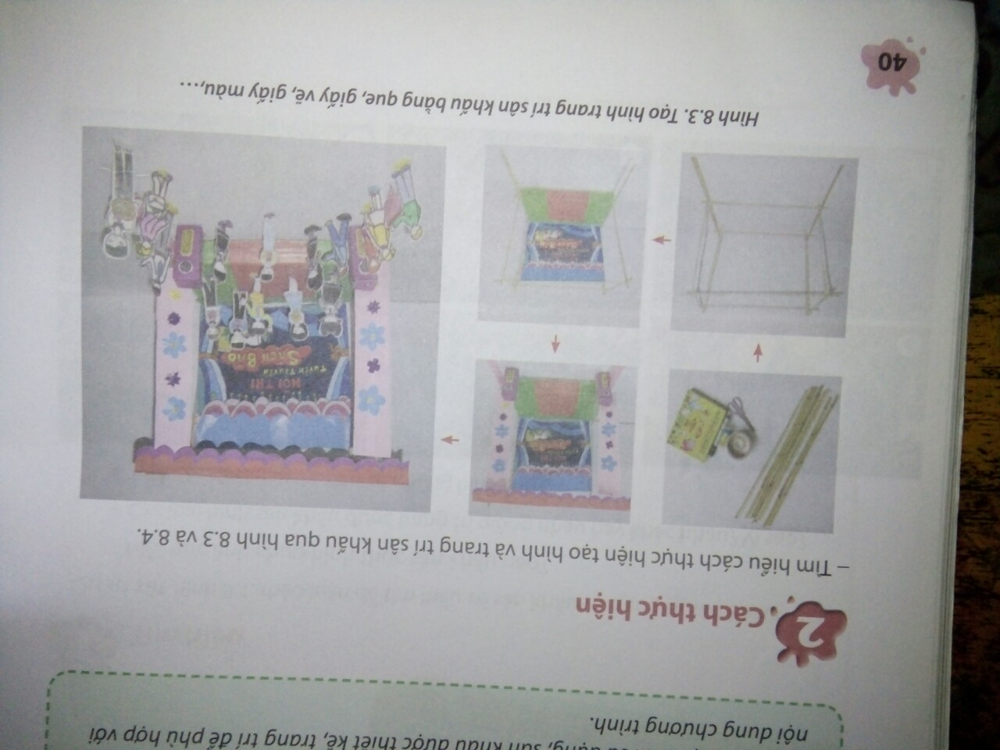 sân khấu được thiết kế, trang trí để phù hợp với
nội dung chương trình.
2
Cách thực hiện
– Tìm hiểu cách thực hiện tạo hình và trang trí sân khấu qua hình 8.3 và 8.4.
HỘI THI
TUYÊN TRUYỀN
SÁCH BÁO
Hình 8.3. Tạo hình trang trí sân khấu bằng que, giấy vẽ, giấy màu,...
40